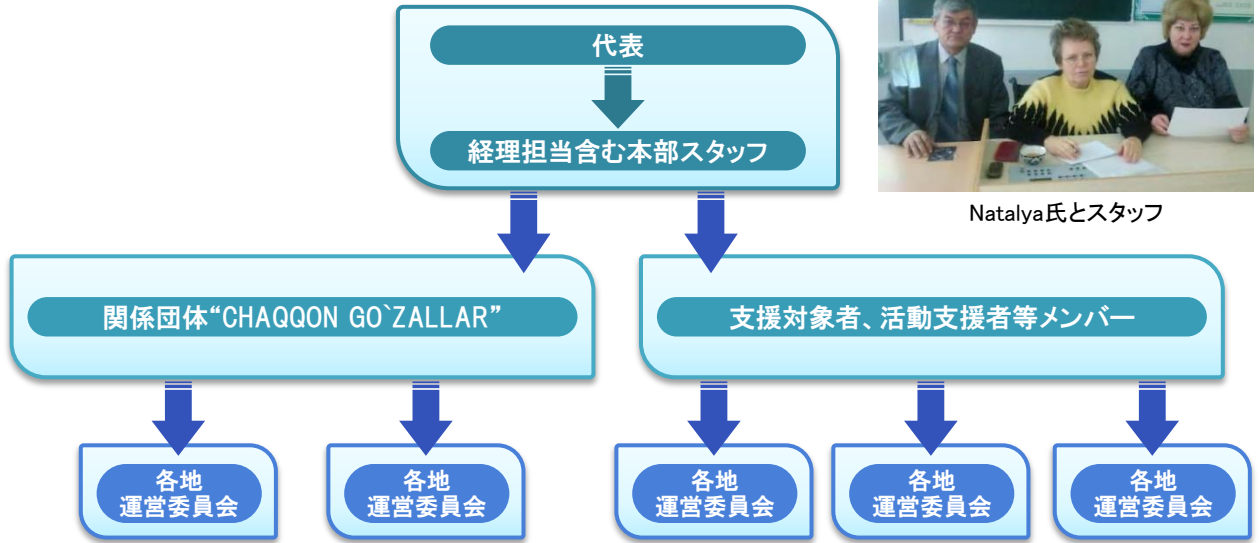 代表
経理担当含む本部スタッフ
Natalya氏とスタッフ
関係団体“CHAQQON GO`ZALLAR”
支援対象者、活動支援者等メンバー
各地
運営委員会
各地
運営委員会
各地
運営委員会
各地
運営委員会
各地
運営委員会